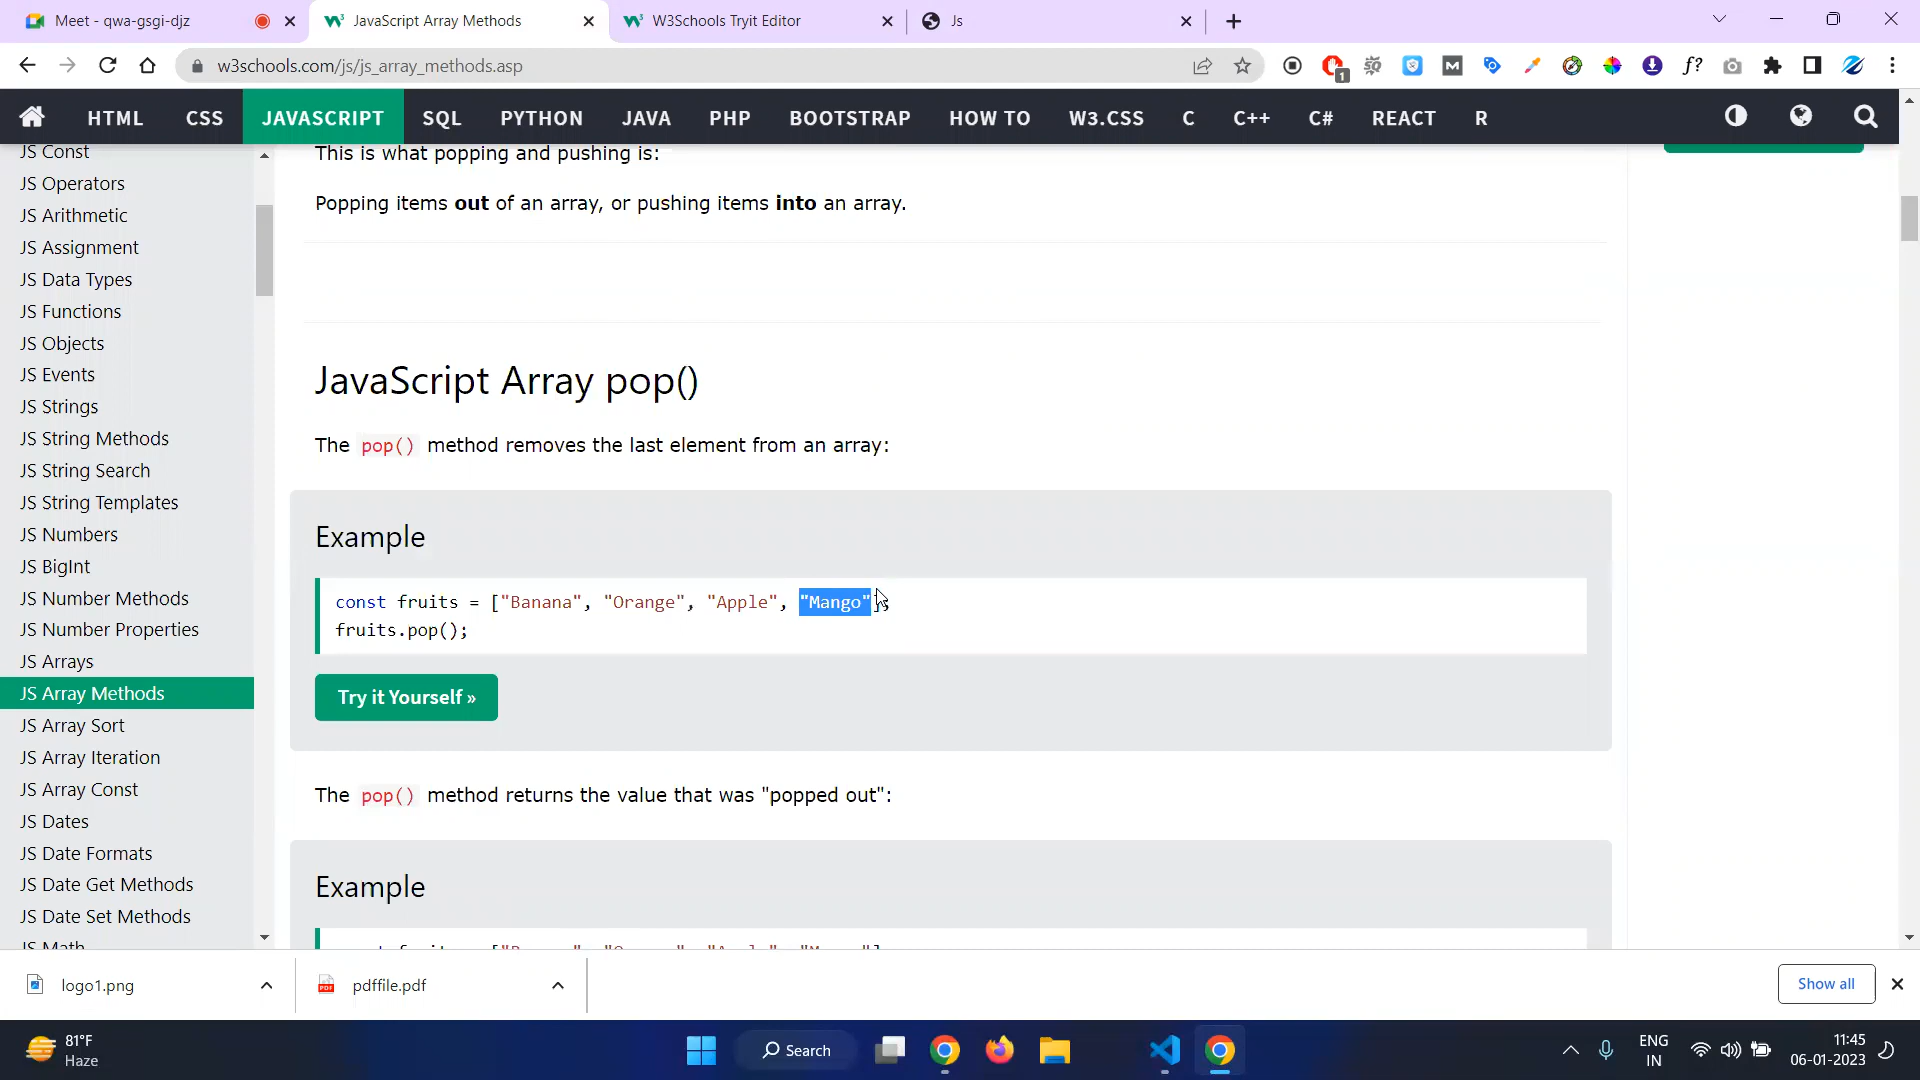 Meet - qwa-gsgi-djz
JavaScript Array Methods
W3Schools Tryit Editor
Js
w3schools.com/js/js_array_methods.asp
1
HTML CSS JAVASCRIPT SQL PYTHON JAVA PHP BOOTSTRAP HOW TO W3.CSS C C++ C# REACT R
JS Const
JS Operators
JS Arithmetic
JS Assignment
JS Data Types
JS Functions
JS Objects
JS Events
JS Strings
JS String Methods
JS String Search
JS String Templates
JS Numbers
JS BigInt
JS Number Methods
JS Number Properties
JS Arrays
JS Array Methods
JS Array Sort
JS Array Iteration
JS Array Const
JS Dates
JS Date Formats
JS Date Get Methods
JS Date Set Methods
JS Math
This is what popping and pushing is:
Popping items out of an array, or pushing items into an array.
JavaScript Array pop()
The pop() method removes the last element from an array:
Example
const fruits = ["Banana", "Orange", "Apple", "Mango"];
fruits.pop();
Try it Yourself »
The pop() method returns the value that was "popped out":
Example
logo1.png
pdffile.pdf
Show all
81°F
Haze
Search
ENG
IN
11:45
06-01-2023